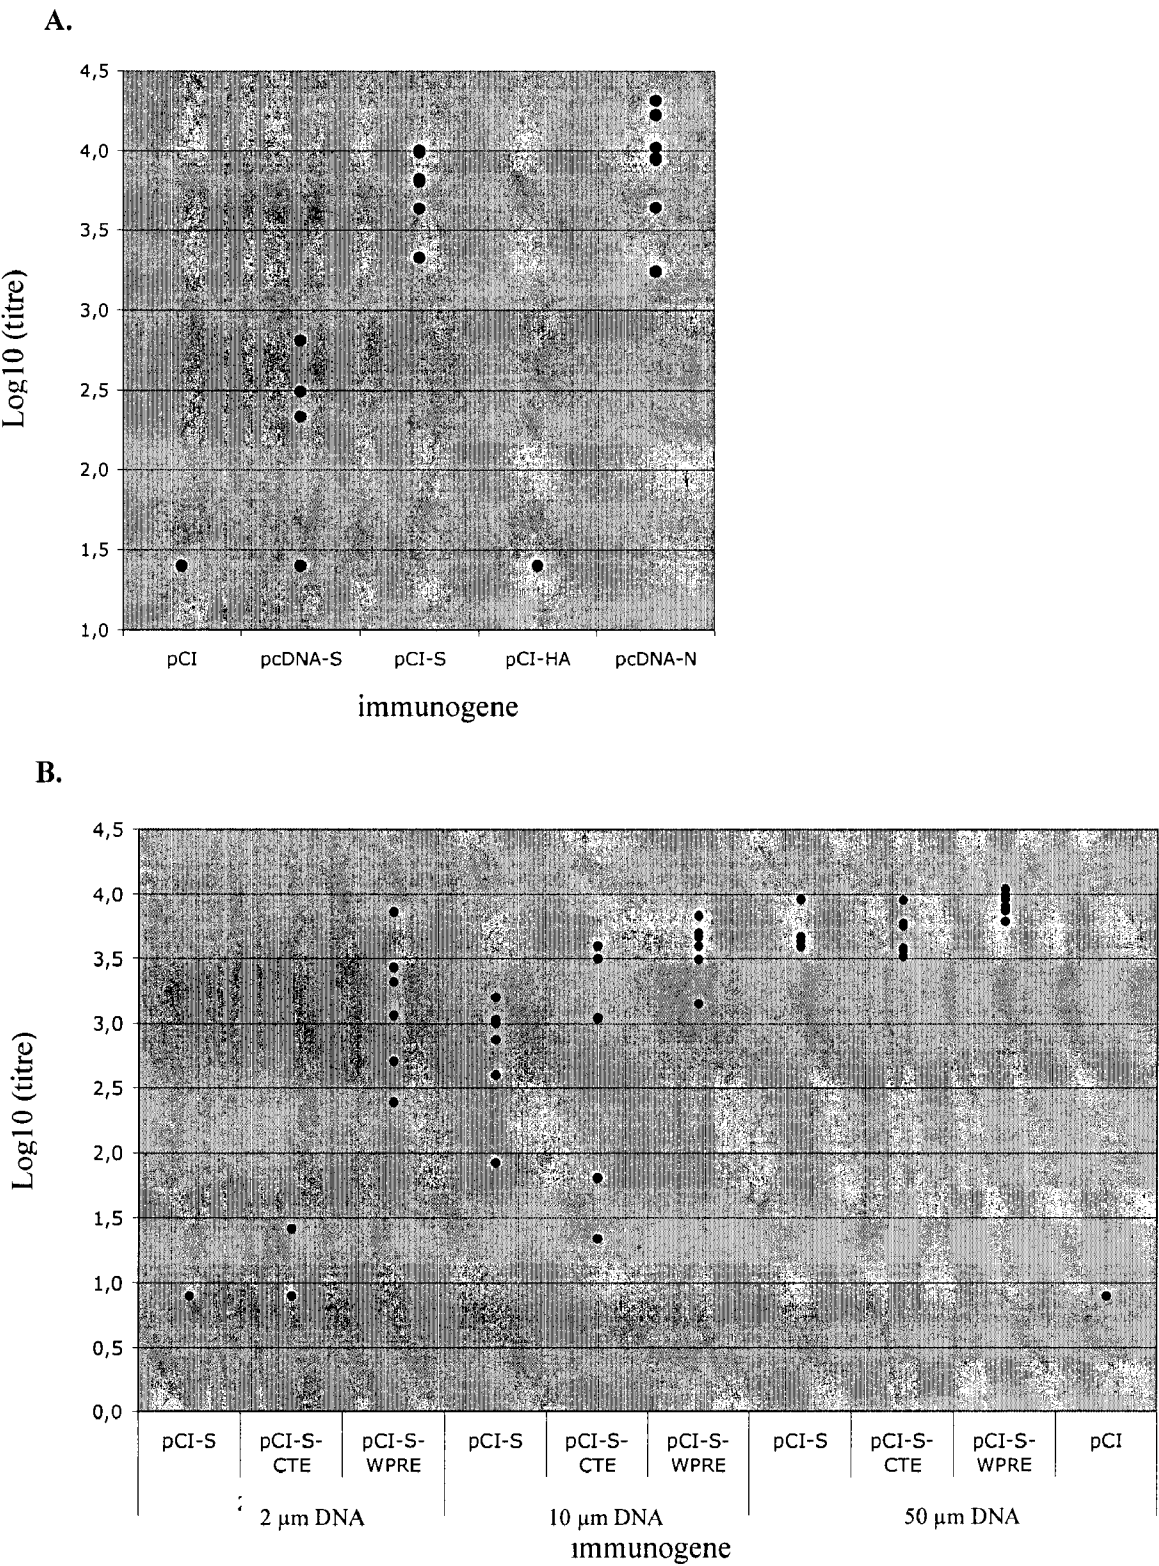 A.
4,5
4,0
3,5
3,0
2,5
2,0
1,5
1,0
Log10 (titre)
pCI pcDNA-S pCI-S pCI-HA pcDNA-N
immunogene
B.
4,5
4,0
3,5
3,0
2,5
2,0
1,5
1,0
0,5
0,0
Log10 (titre)
pCI-S pCI-S- pCI-S- pCI-S pCI-S- pCI-S- pCI-S pCI-S- pCI-S- pCI
CTE WPRE CTE WPRE CTE WPRE
2 µm DNA 10 µm DNA 50 µm DNA
immunogene